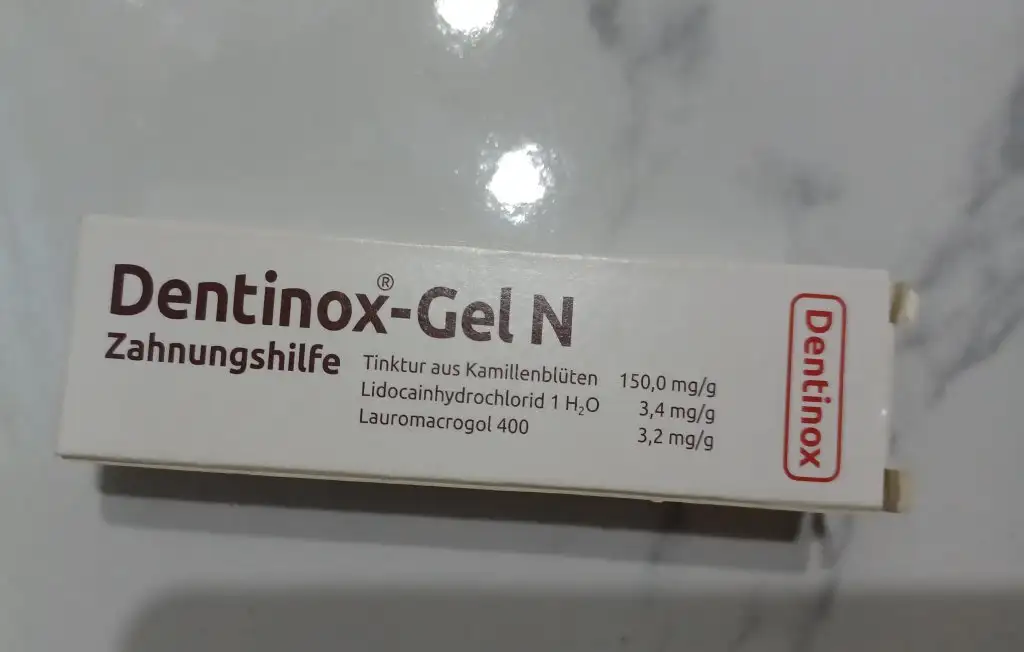 Dentinox®-Gel N
Zahnungshilfe
Tinktur aus Kamillenblüten 150,0 mg/g
Lidocainhydrochlorid 1 H₂O 3,4 mg/g
Lauromacrogol 400 3,2 mg/g
Dentinox